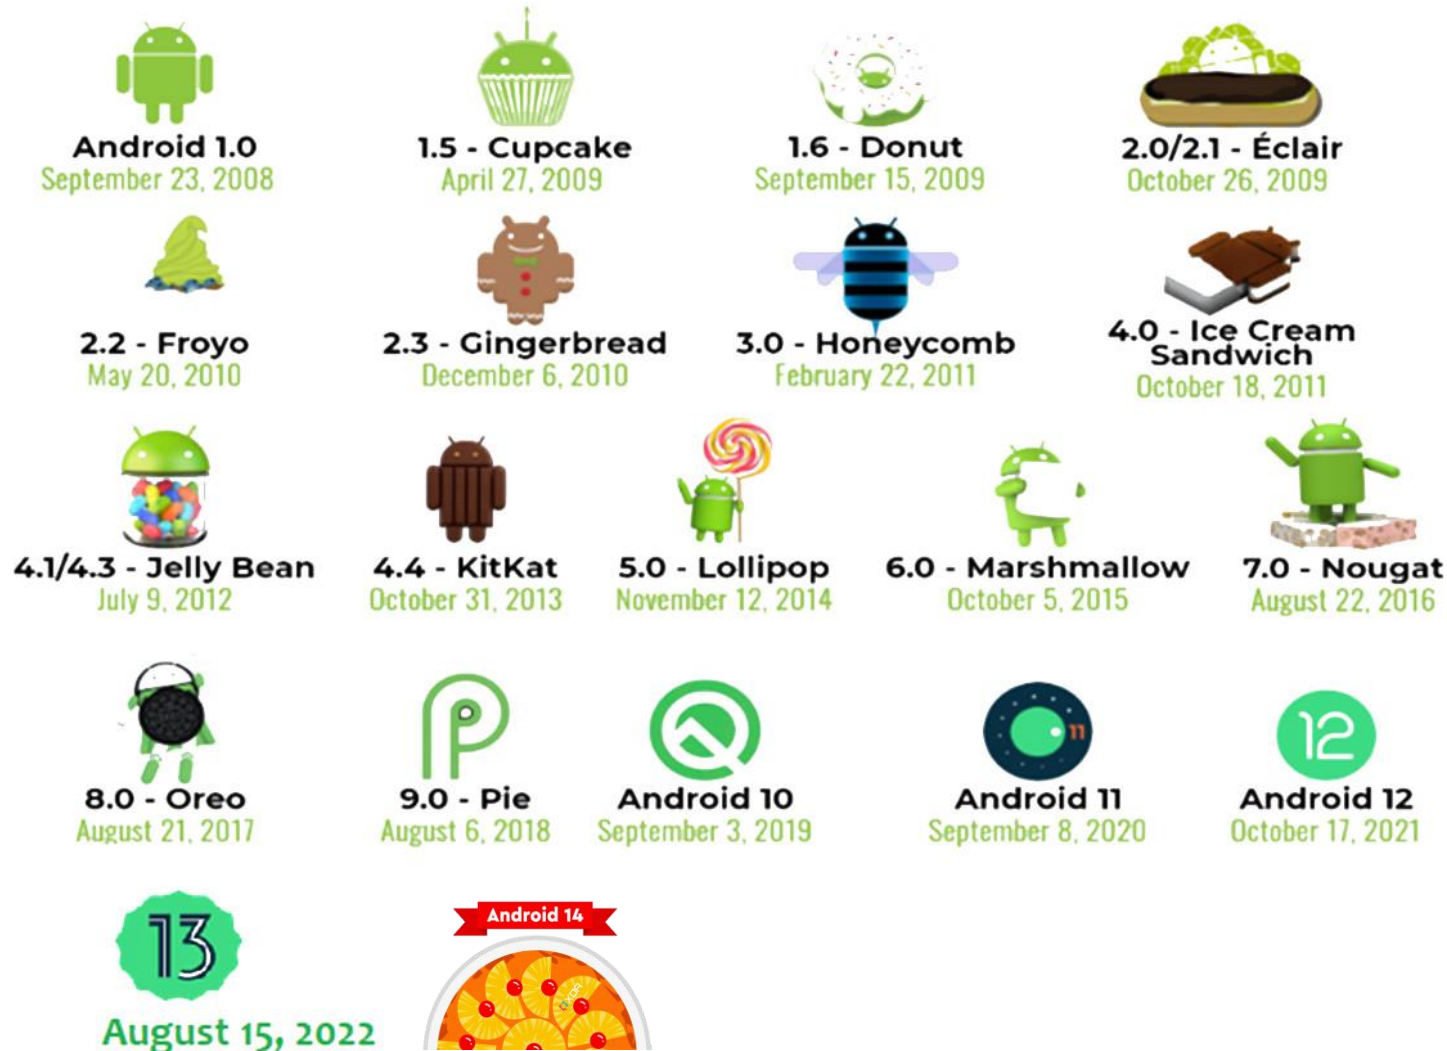 Android 1.0
September 23, 2008
1.5 - Cupcake
April 27, 2009
1.6 - Donut
September 15, 2009
2.0/2.1 - Éclair
October 26, 2009
2.2 - Froyo
May 20, 2010
2.3 - Gingerbread
December 6, 2010
3.0 - Honeycomb
February 22, 2011
4.0 - Ice Cream
Sandwich
October 18, 2011
4.1/4.3 - Jelly Bean
July 9, 2012
4.4 - KitKat
October 31, 2013
5.0 - Lollipop
November 12, 2014
6.0 - Marshmallow
October 5, 2015
7.0 - Nougat
August 22, 2016
8.0 - Oreo
August 21, 2017
9.0 - Pie
August 6, 2018
Android 10
September 3, 2019
11
Android 11
September 8, 2020
12
Android 12
October 17, 2021
13
August 15, 2022
Android 14
XDA